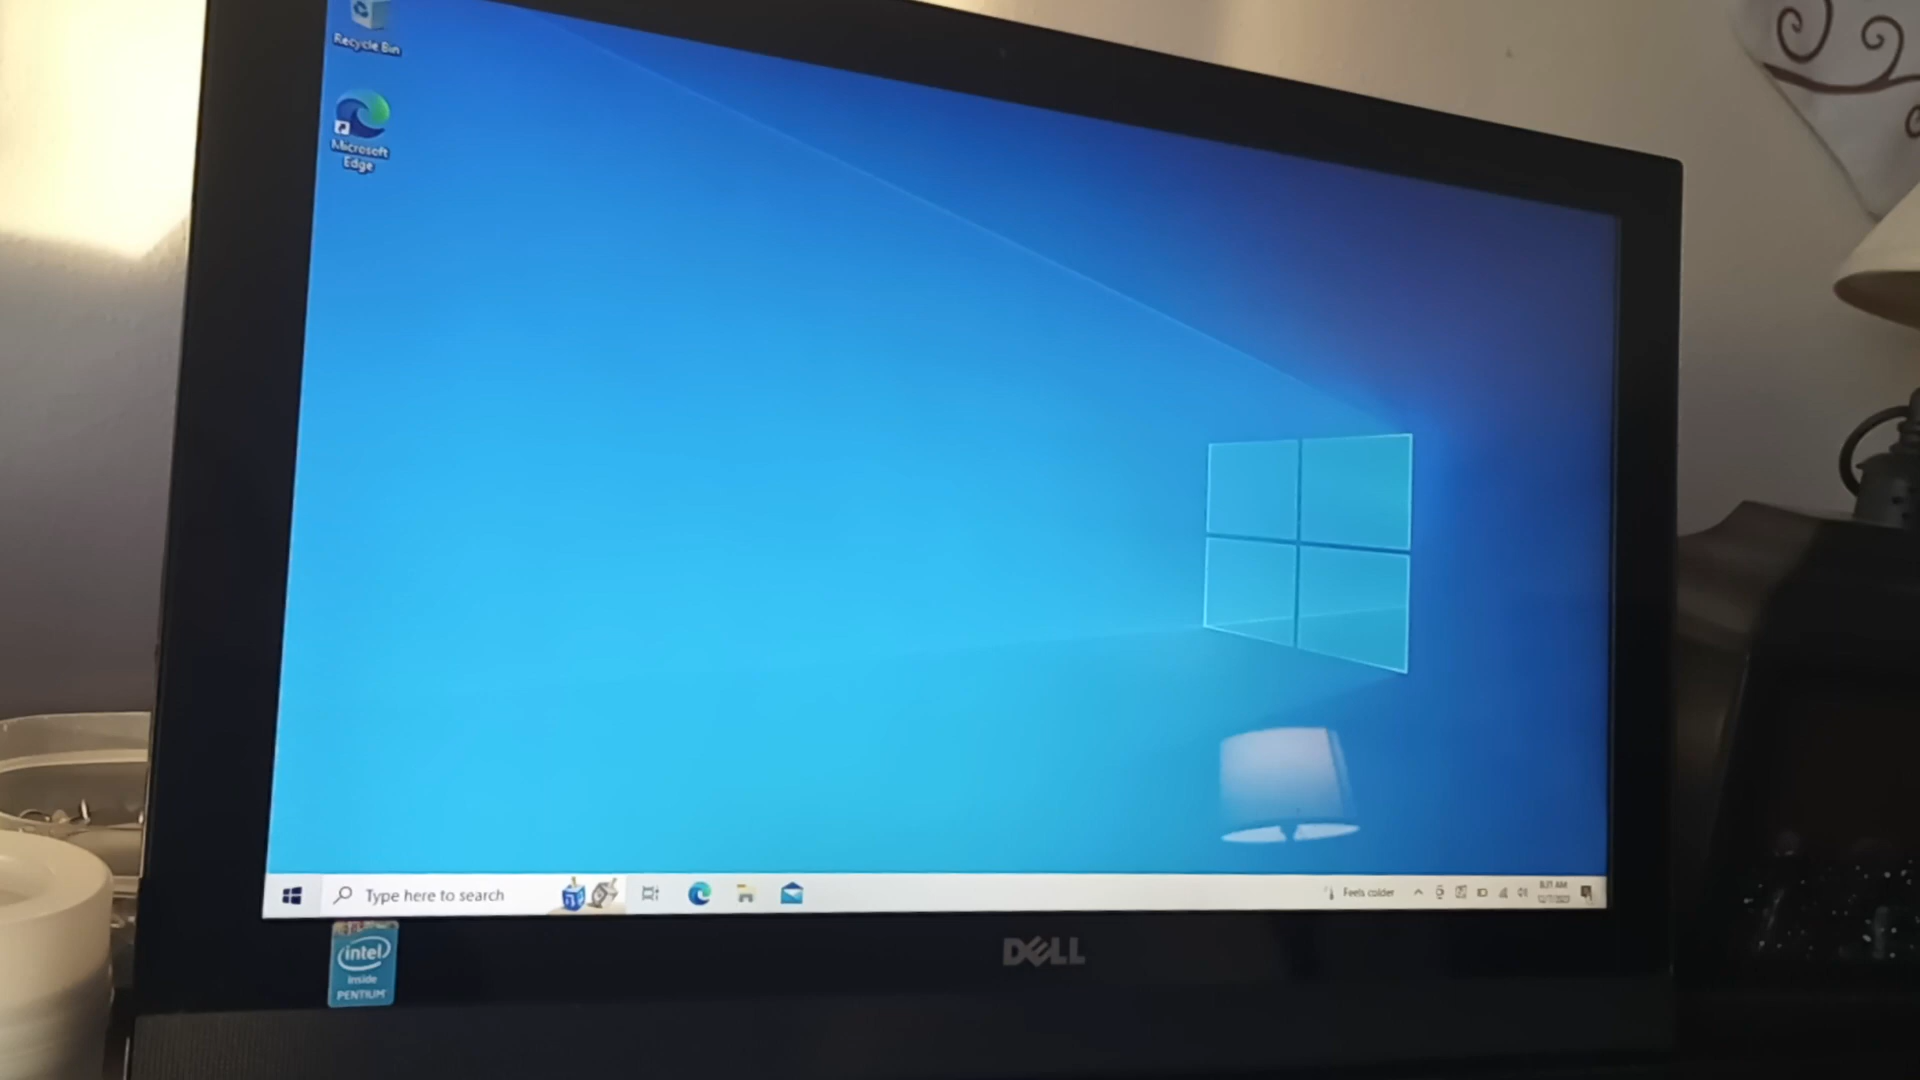 Recycle Bin
Microsoft
Edge
Type here to search
Feels colder
DELL
intel
inside
PENTIUM